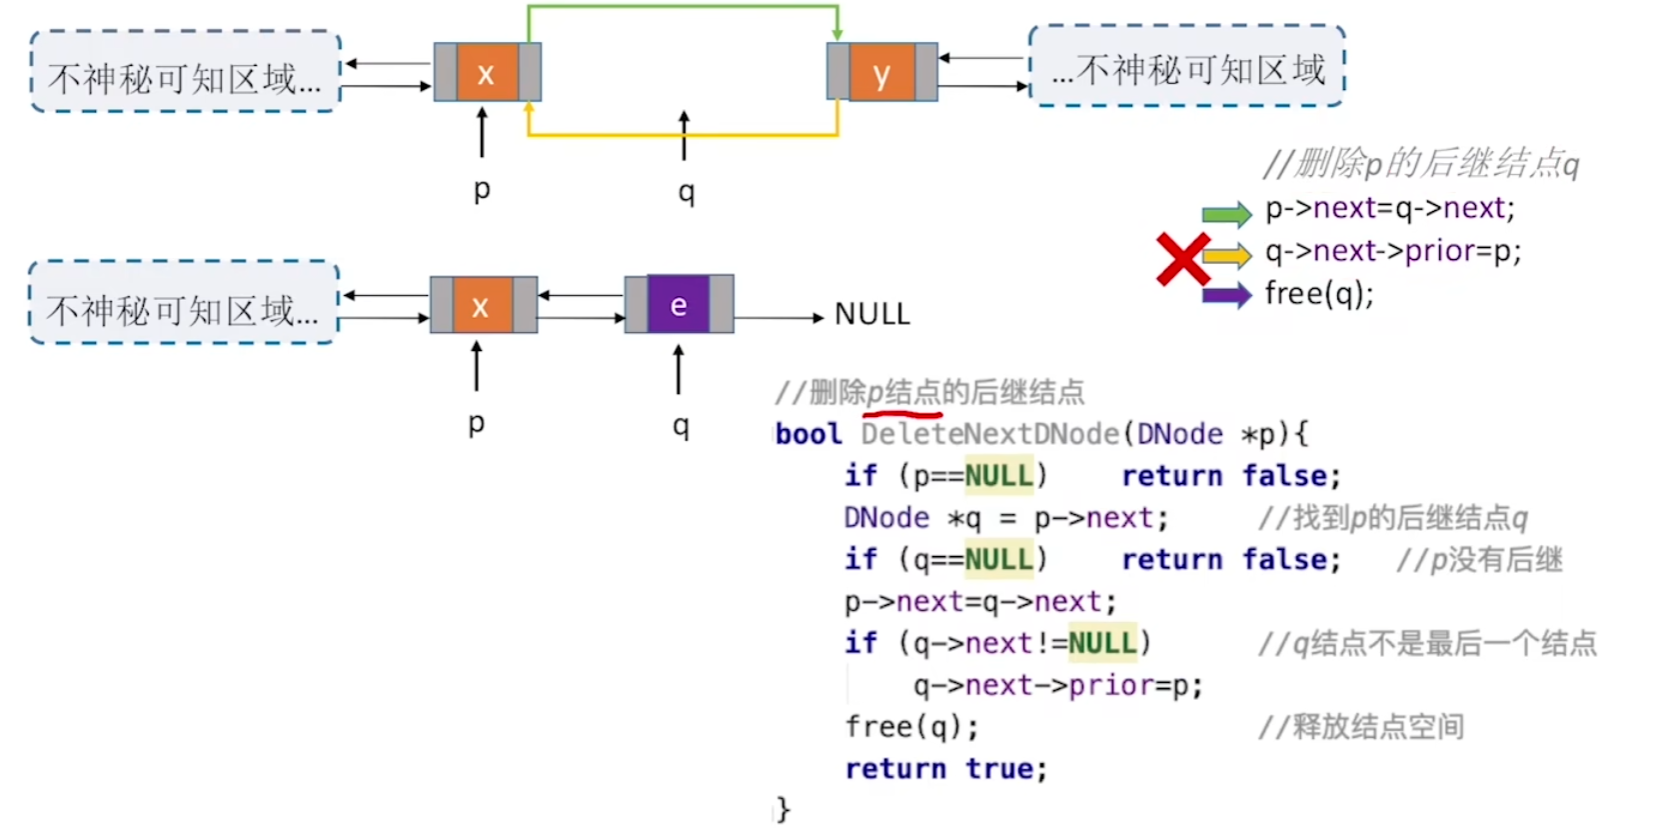 不神秘可知区域...
x
y
...不神秘可知区域
p
q
//删除p的后继结点q
p->next=q->next;
q->next->prior=p;
free(q);
不神秘可知区域...
x
e
NULL
p
q
//删除p结点的后继结点
bool DeleteNextDNode(DNode *p){
if (p==NULL) return false;
DNode *q = p->next; //找到p的后继结点q
if (q==NULL) return false; //p没有后继
p->next=q->next;
if (q->next!=NULL) //q结点不是最后一个结点
q->next->prior=p;
free(q); //释放结点空间
return true;
}